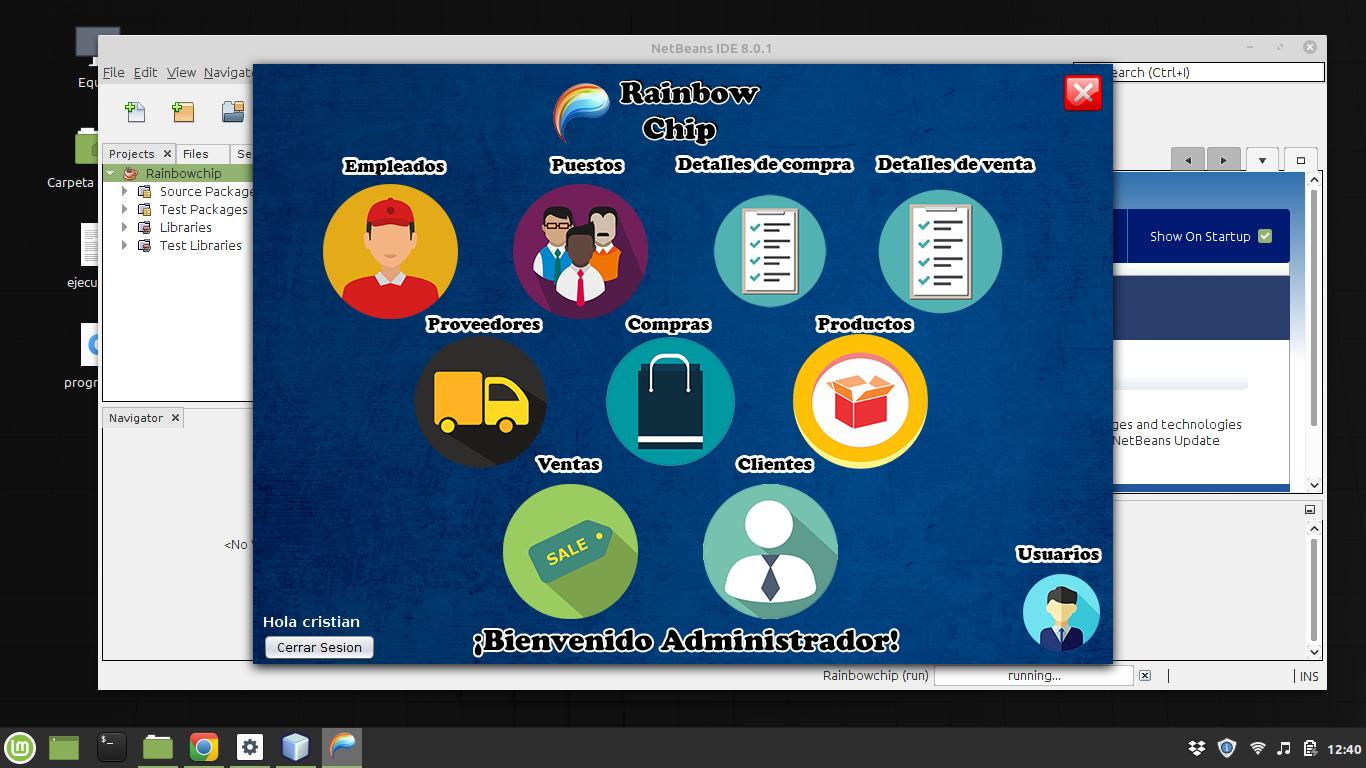 Equ
NetBeans IDE 8.0.1
File Edit View Navigat
earch (Ctrl+I)
Rainbow
Chip
Projects
Files
Se
Empleados
Puestos
Detalles de compra
Detalles de venta
Carpeta
Rainbowchip
Source Package
Test Packages
Libraries
Test Libraries
Show On Startup
ejecu
Proveedores
Compras
Productos
progr
Navigator
ges and technologies
NetBeans Update
Ventas
Clientes
SALE
<No
Usuarios
Hola cristian
Cerrar Sesion
¡Bienvenido Administrador!
Rainbowchip (run)
running...
INS
lm
$_
12:40